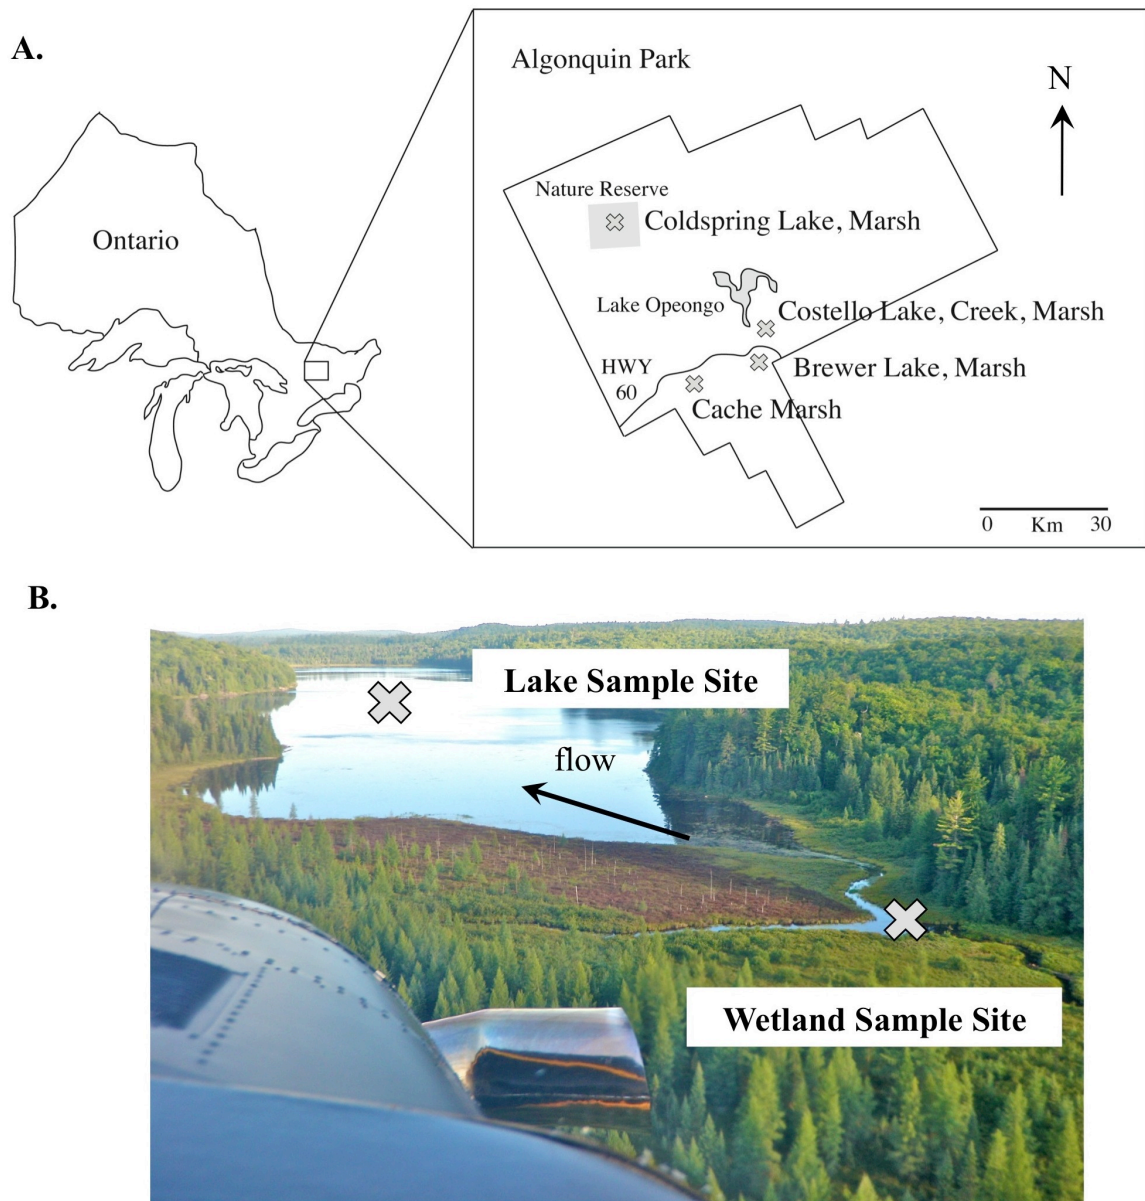 A.
Algonquin Park
N
Ontario
Nature Reserve
Coldspring Lake, Marsh
Lake Opeongo
Costello Lake, Creek, Marsh
HWY
60
Brewer Lake, Marsh
Cache Marsh
0 Km 30
B.
Lake Sample Site
flow
Wetland Sample Site